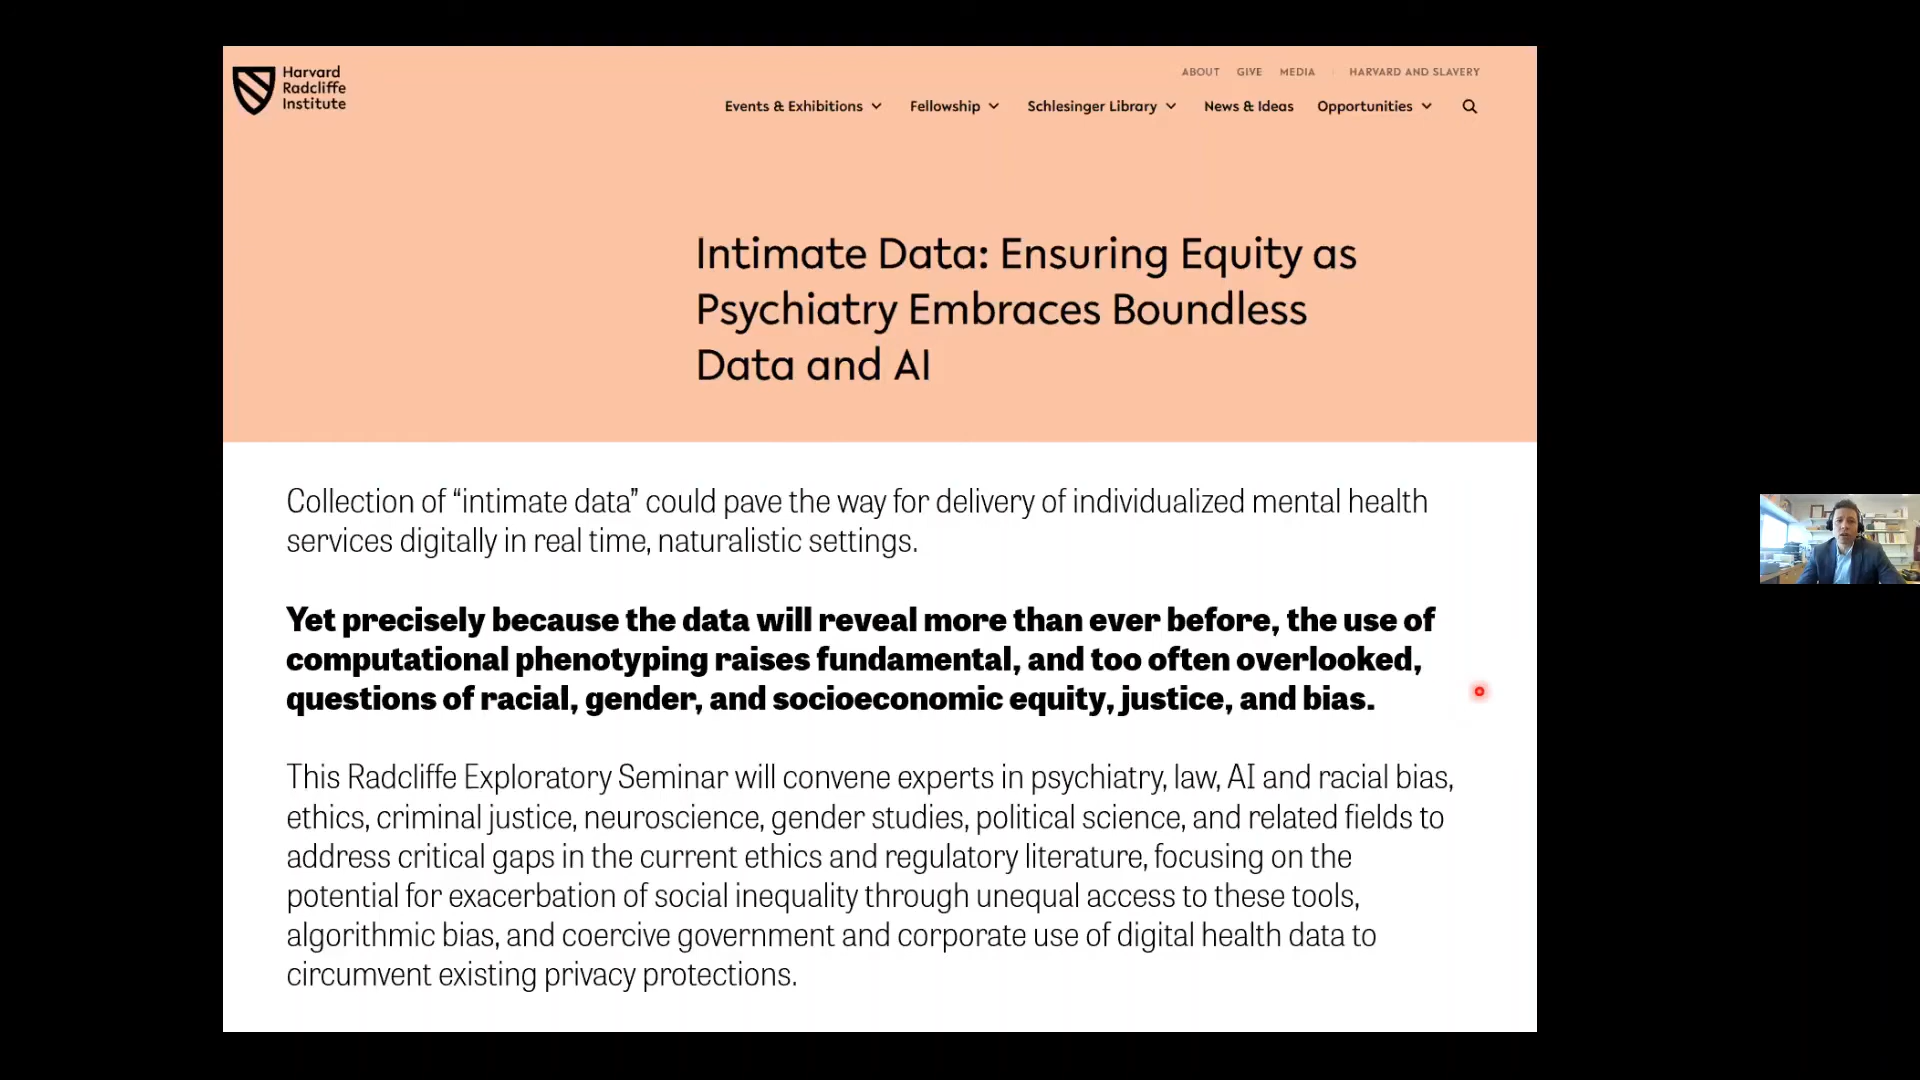 Harvard
Radcliffe
Institute
ABOUT GIVE MEDIA HARVARD AND SLAVERY
Events & Exhibitions Fellowship Schlesinger Library News & Ideas Opportunities
Intimate Data: Ensuring Equity as
Psychiatry Embraces Boundless
Data and AI
Collection of “intimate data” could pave the way for delivery of individualized mental health
services digitally in real time, naturalistic settings.
Yet precisely because the data will reveal more than ever before, the use of
computational phenotyping raises fundamental, and too often overlooked,
questions of racial, gender, and socioeconomic equity, justice, and bias.
This Radcliffe Exploratory Seminar will convene experts in psychiatry, law, AI and racial bias,
ethics, criminal justice, neuroscience, gender studies, political science, and related fields to
address critical gaps in the current ethics and regulatory literature, focusing on the
potential for exacerbation of social inequality through unequal access to these tools,
algorithmic bias, and coercive government and corporate use of digital health data to
circumvent existing privacy protections.